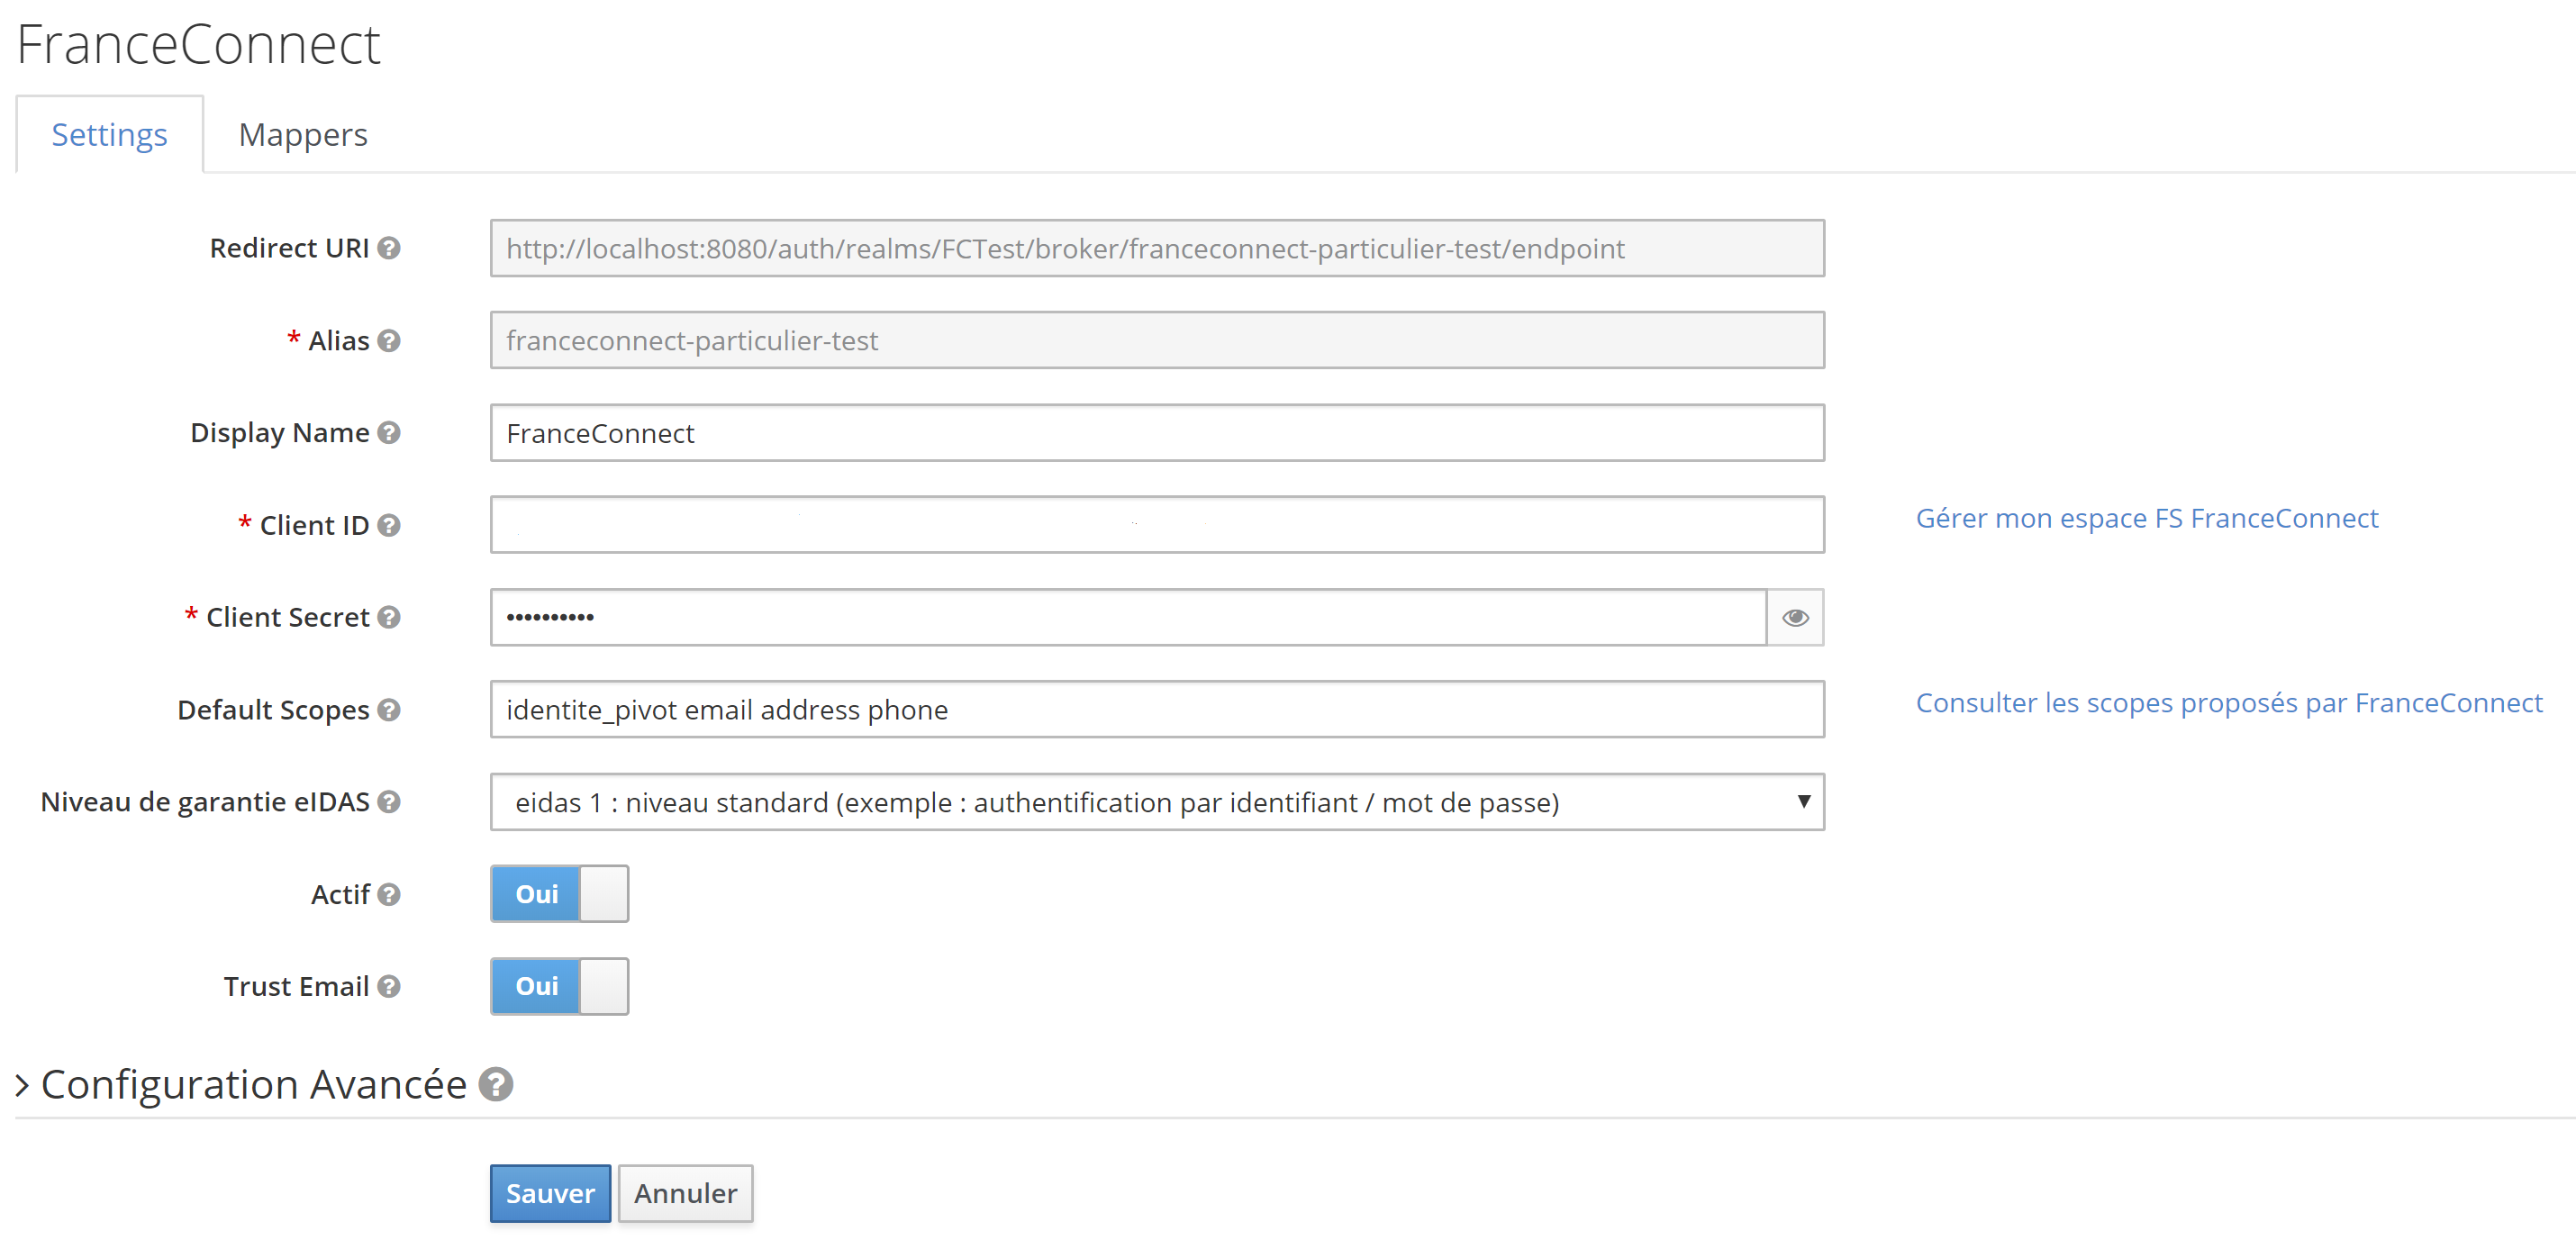 FranceConnect
Settings Mappers
Redirect URI http://localhost:8080/auth/realms/FCTest/broker/franceconnect-particulier-test/endpoint
* Alias franceconnect-particulier-test
Display Name FranceConnect
* Client ID Gérer mon espace FS FranceConnect
* Client Secret ••••••••••
Default Scopes identite_pivot email address phone Consulter les scopes proposés par FranceConnect
Niveau de garantie eIDAS eidas 1 : niveau standard (exemple : authentification par identifiant / mot de passe)
Actif Oui
Trust Email Oui
Configuration Avancée
Sauver Annuler